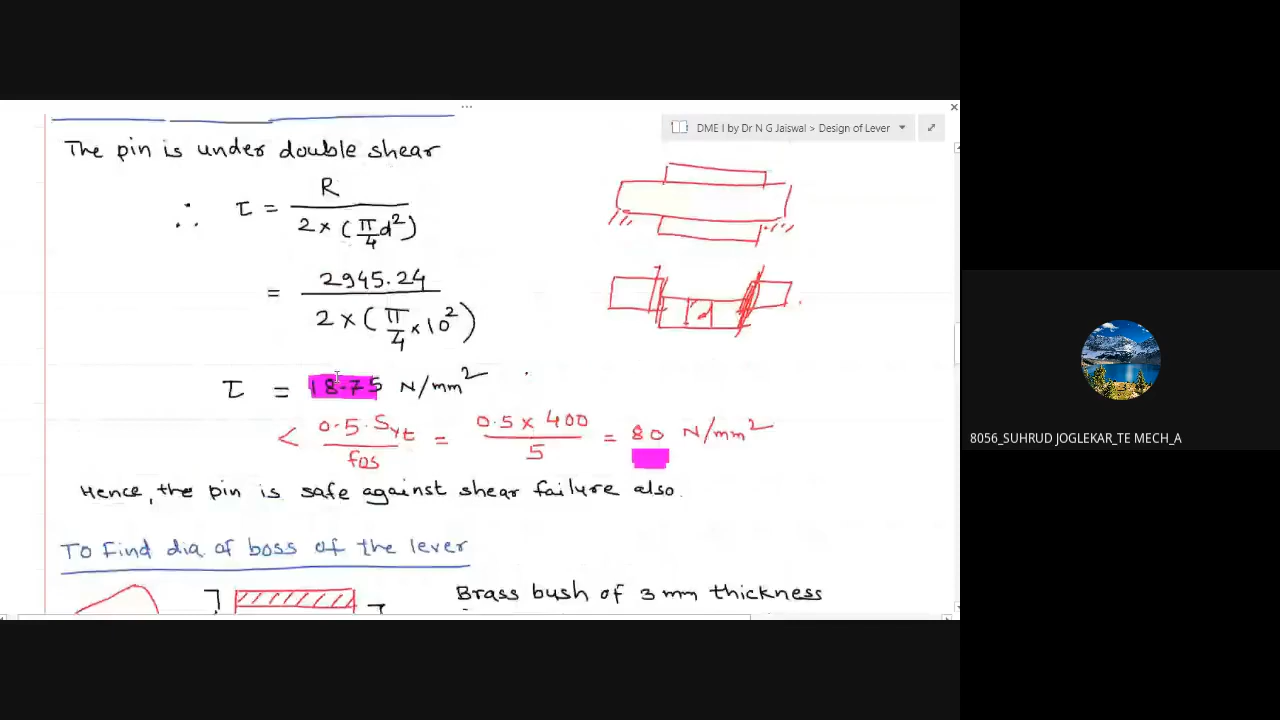 DME I by Dr N G Jaiswal > Design of Lever
The pin is under double shear
∴ τ = R / 2 × (π/4 d²)
= 2945.24 / 2 × (π/4 × 10²)
τ = 18.75 N/mm²
< 0.5.Syt / fos = 0.5 × 400 / 5 = 80 N/mm²
Hence, the pin is safe against shear failure also.
To Find dia of boss of the lever
Brass bush of 3 mm thickness
8056_SUHRUD JOGLEKAR_TE MECH_A